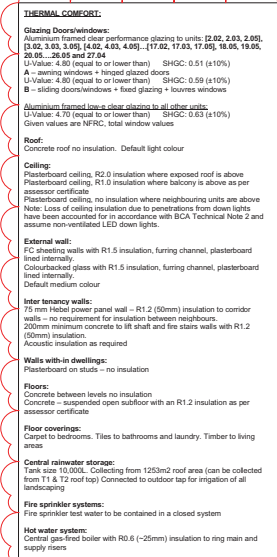 THERMAL COMFORT:
Glazing Doors/windows:
Aluminium framed clear performance glazing to units: [2.02, 2.03, 2.05],
[3.02, 3.03, 3.05], [4.02, 4.03, 4.05]…[17.02, 17.03, 17.05], 18.05, 19.05,
20.05….26.05 and 27.04
U-Value: 4.80 (equal to or lower than) SHGC: 0.51 (±10%)
A – awning windows + hinged glazed doors
U-Value: 4.80 (equal to or lower than) SHGC: 0.59 (±10%)
B – sliding doors/windows + fixed glazing + louvres windows
Aluminium framed low-e clear glazing to all other units:
U-Value: 4.70 (equal to or lower than) SHGC: 0.63 (±10%)
Given values are NFRC, total window values
Roof:
Concrete roof no insulation. Default light colour
Ceiling:
Plasterboard ceiling, R2.0 insulation where exposed roof is above
Plasterboard ceiling, R1.0 insulation where balcony is above as per
assessor certificate
Plasterboard ceiling, no insulation where neighbouring units are above
Note: Loss of ceiling insulation due to penetrations from down lights
have been accounted for in accordance with BCA Technical Note 2 and
assume non-ventilated LED down lights.
External wall:
FC sheeting walls with R1.5 insulation, furring channel, plasterboard
lined internally.
Colourbacked glass with R1.5 insulation, furring channel, plasterboard
lined internally.
Default medium colour
Inter tenancy walls:
75 mm Hebel power panel wall – R1.2 (50mm) insulation to corridor
walls – no requirement for insulation between neighbours.
200mm minimum concrete to lift shaft and fire stairs walls with R1.2
(50mm) insulation.
Acoustic insulation as required
Walls with-in dwellings:
Plasterboard on studs – no insulation
Floors:
Concrete between levels no insulation
Concrete – suspended open subfloor with an R1.2 insulation as per
assessor certificate
Floor coverings:
Carpet to bedrooms. Tiles to bathrooms and laundry. Timber to living
areas
Central rainwater storage:
Tank size 10,000L. Collecting from 1253m2 roof area (can be collected
from T1 & T2 roof top) Connected to outdoor tap for irrigation of all
landscaping
Fire sprinkler systems:
Fire sprinkler test water to be contained in a closed system
Hot water system:
Central gas-fired boiler with R0.6 (~25mm) insulation to ring main and
supply risers